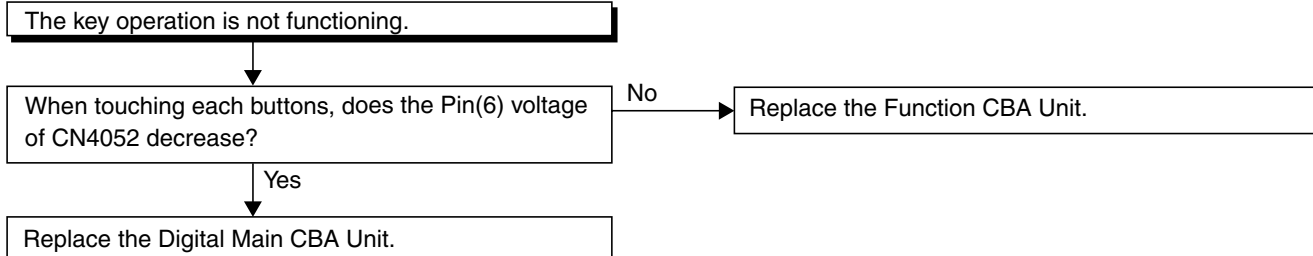 The key operation is not functioning.
When touching each buttons, does the Pin(6) voltage
of CN4052 decrease?
No
Replace the Function CBA Unit.
Yes
Replace the Digital Main CBA Unit.